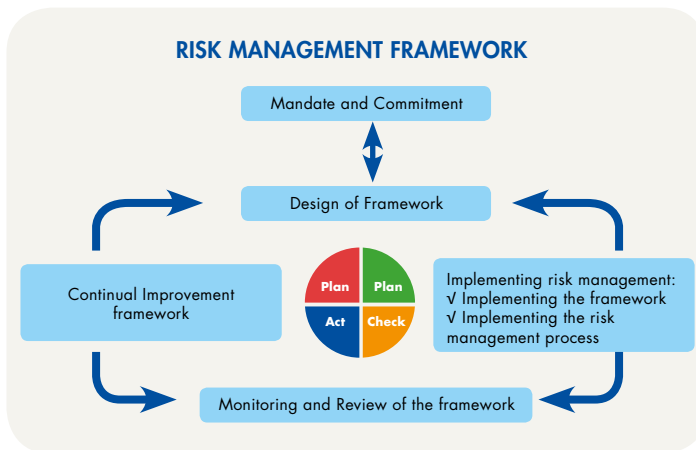 RISK MANAGEMENT FRAMEWORK
Mandate and Commitment
Design of Framework
Continual Improvement
framework
Plan
Plan
Act
Check
Implementing risk management:
√ Implementing the framework
√ Implementing the risk
management process
Monitoring and Review of the framework